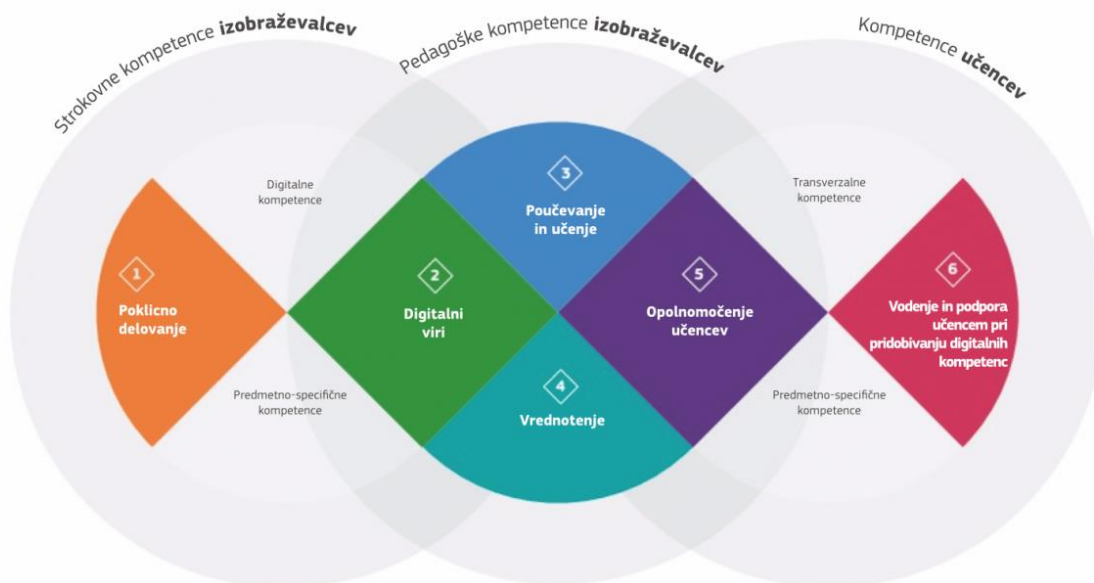 Strokovne kompetence izobraževalcev
Pedagoške kompetence izobraževalcev
Kompetence učencev
Digitalne
kompetence
Transverzalne
kompetence
1
Poklicno
delovanje
2
Digitalni
viri
3
Poučevanje
in učenje
4
Vrednotenje
5
Opolnomočenje
učencev
6
Vodenje in podpora
učencem pri
pridobivanju digitalnih
kompetenc
Predmetno-specifične
kompetence
Predmetno-specifične
kompetence